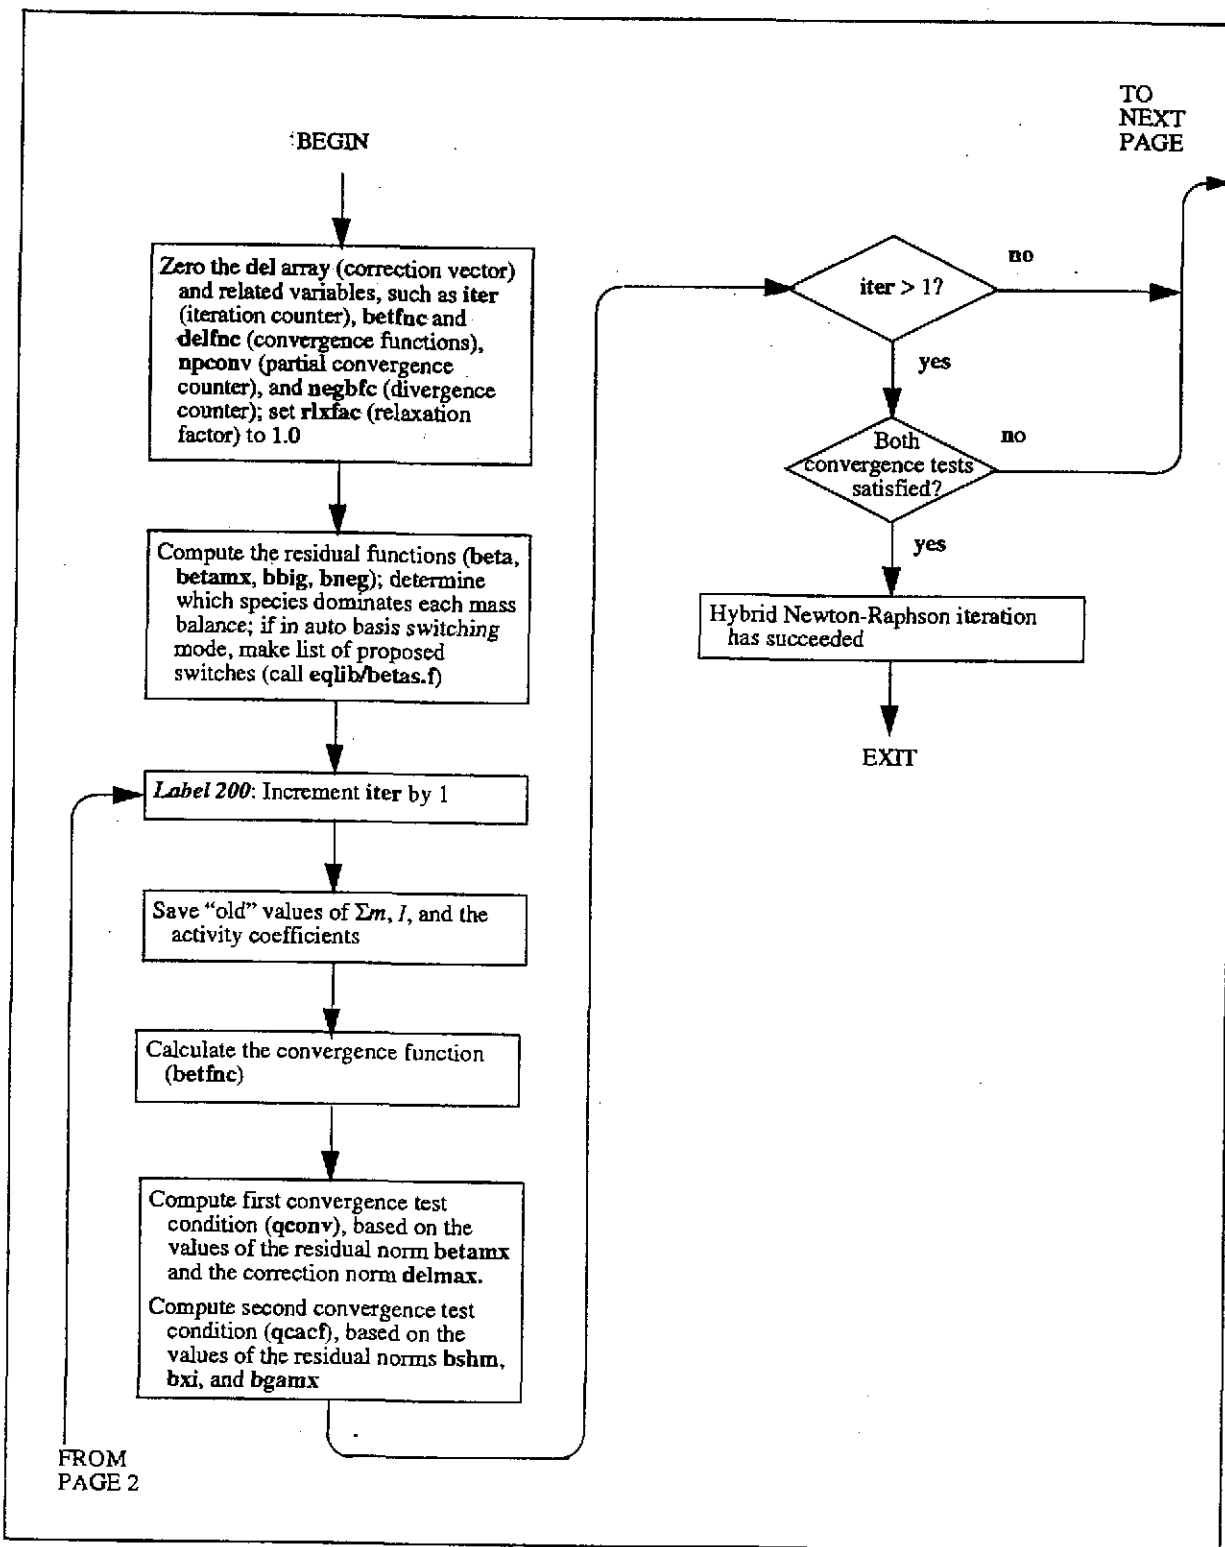 BEGIN
Zero the del array (correction vector)
and related variables, such as iter
(iteration counter), betfnc and
delfnc (convergence functions),
npconv (partial convergence
counter), and negbfc (divergence
counter); set rlxfac (relaxation
factor) to 1.0
Compute the residual functions (beta,
betamx, bbig, bneg); determine
which species dominates each mass
balance; if in auto basis switching
mode, make list of proposed
switches (call eqlib/betas.f)
Label 200: Increment iter by 1
Save “old” values of Σm, I, and the
activity coefficients
Calculate the convergence function
(betfnc)
Compute first convergence test
condition (qconv), based on the
values of the residual norm betamx
and the correction norm delmax.
Compute second convergence test
condition (qcacf), based on the
values of the residual norms bshm,
bxi, and bgamx
FROM
PAGE 2
TO
NEXT
PAGE
iter > 1?
no
yes
Both
convergence tests
satisfied?
no
yes
Hybrid Newton-Raphson iteration
has succeeded
EXIT